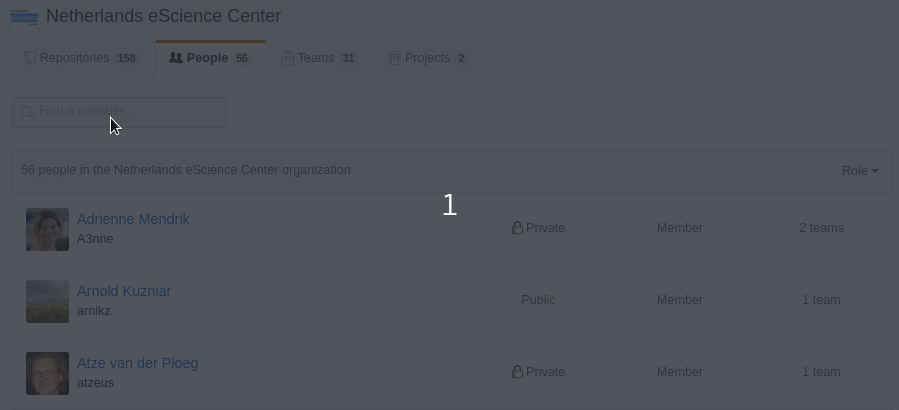 Netherlands eScience Center
Repositories 158
People 56
Teams 31
Projects 2
Find a member...
56 people in the Netherlands eScience Center organization
Role
1
Adrienne Mendrik
A3nne
Private
Member
2 teams
Arnold Kuzniar
arnikz
Public
Member
1 team
Atze van der Ploeg
atzeus
Private
Member
1 team